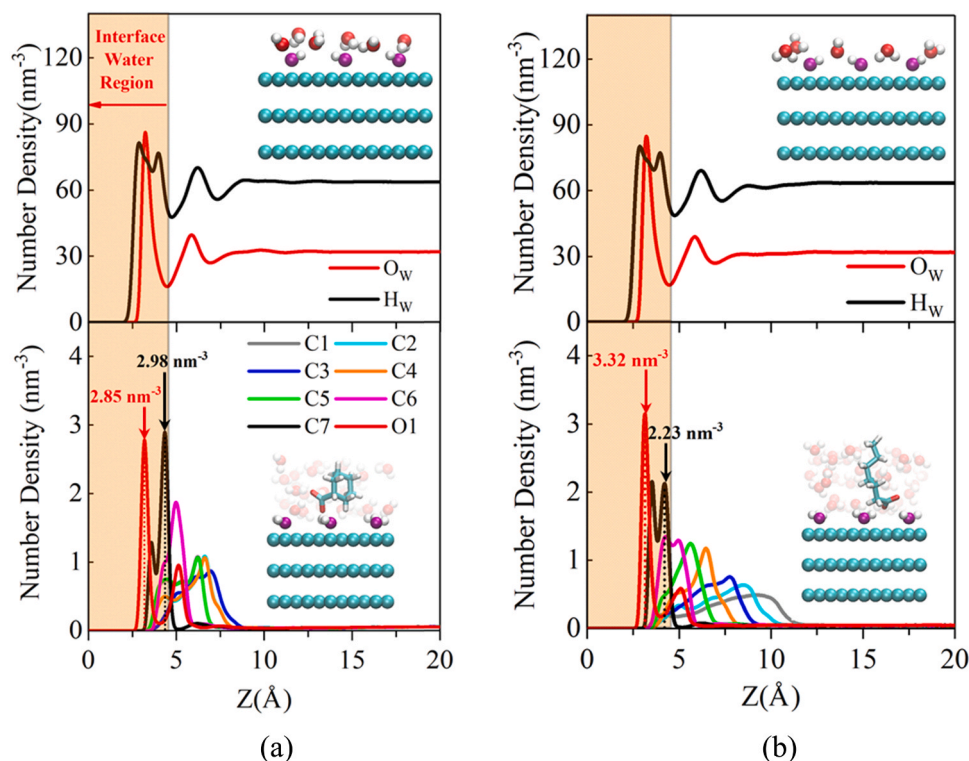 Number Density(nm⁻³)
120
90
60
30
0
Interface
Water
Region
O_W
H_W
Number Density (nm⁻³)
4
3
2
1
0
2.98 nm⁻³
2.85 nm⁻³
C1 C2
C3 C4
C5 C6
C7 O1
0 5 10 15 20
Z(Å)
(a)
Number Density(nm⁻³)
120
90
60
30
0
O_W
H_W
Number Density (nm⁻³)
4
3
2
1
0
3.32 nm⁻³
2.23 nm⁻³
0 5 10 15 20
Z(Å)
(b)